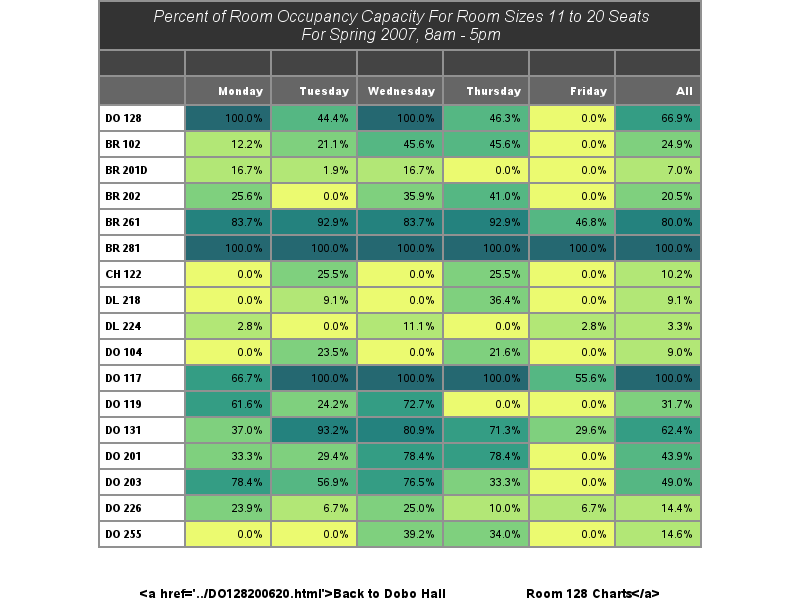 Percent of Room Occupancy Capacity For Room Sizes 11 to 20 Seats
For Spring 2007, 8am - 5pm
Monday Tuesday Wednesday Thursday Friday All
DO 128 100.0% 44.4% 100.0% 46.3% 0.0% 66.9%
BR 102 12.2% 21.1% 45.6% 45.6% 0.0% 24.9%
BR 201D 16.7% 1.9% 16.7% 0.0% 0.0% 7.0%
BR 202 25.6% 0.0% 35.9% 41.0% 0.0% 20.5%
BR 261 83.7% 92.9% 83.7% 92.9% 46.8% 80.0%
BR 281 100.0% 100.0% 100.0% 100.0% 100.0% 100.0%
CH 122 0.0% 25.5% 0.0% 25.5% 0.0% 10.2%
DL 218 0.0% 9.1% 0.0% 36.4% 0.0% 9.1%
DL 224 2.8% 0.0% 11.1% 0.0% 2.8% 3.3%
DO 104 0.0% 23.5% 0.0% 21.6% 0.0% 9.0%
DO 117 66.7% 100.0% 100.0% 100.0% 55.6% 100.0%
DO 119 61.6% 24.2% 72.7% 0.0% 0.0% 31.7%
DO 131 37.0% 93.2% 80.9% 71.3% 29.6% 62.4%
DO 201 33.3% 29.4% 78.4% 78.4% 0.0% 43.9%
DO 203 78.4% 56.9% 76.5% 33.3% 0.0% 49.0%
DO 226 23.9% 6.7% 25.0% 10.0% 6.7% 14.4%
DO 255 0.0% 0.0% 39.2% 34.0% 0.0% 14.6%
<a href='../DO128200620.html'>Back to Dobo Hall Room 128 Charts</a>